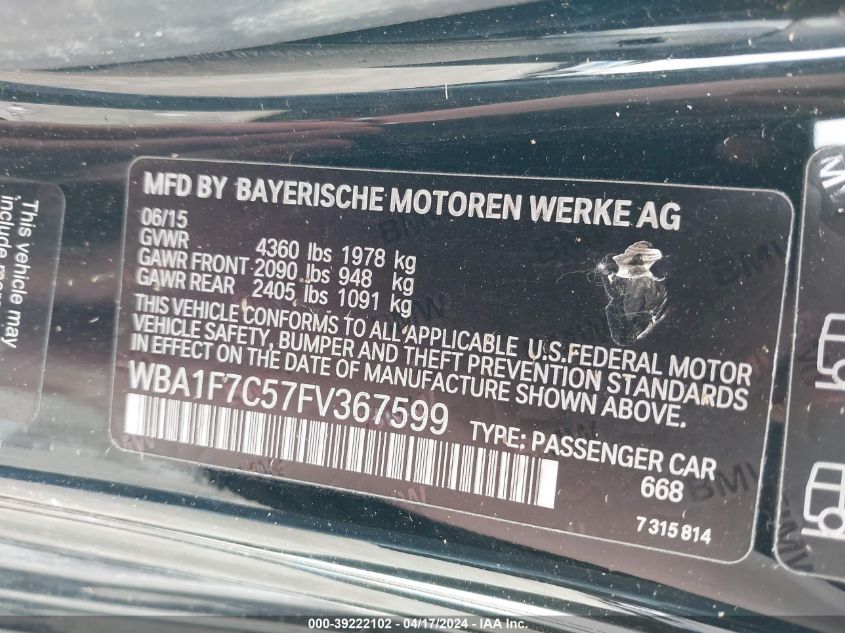 MFD BY BAYERISCHE MOTOREN WERKE AG
06/15
GVWR 4360 lbs 1978 kg
GAWR FRONT 2090 lbs 948 kg
GAWR REAR 2405 lbs 1091 kg
THIS VEHICLE CONFORMS TO ALL APPLICABLE U.S.FEDERAL MOTOR
VEHICLE SAFETY, BUMPER AND THEFT PREVENTION STANDARDS
IN EFFECT ON THE DATE OF MANUFACTURE SHOWN ABOVE.
WBA1F7C57FV367599 TYPE: PASSENGER CAR
668
7 315 814
This vehicle may
000-39222102 - 04/17/2024 - IAA Inc.